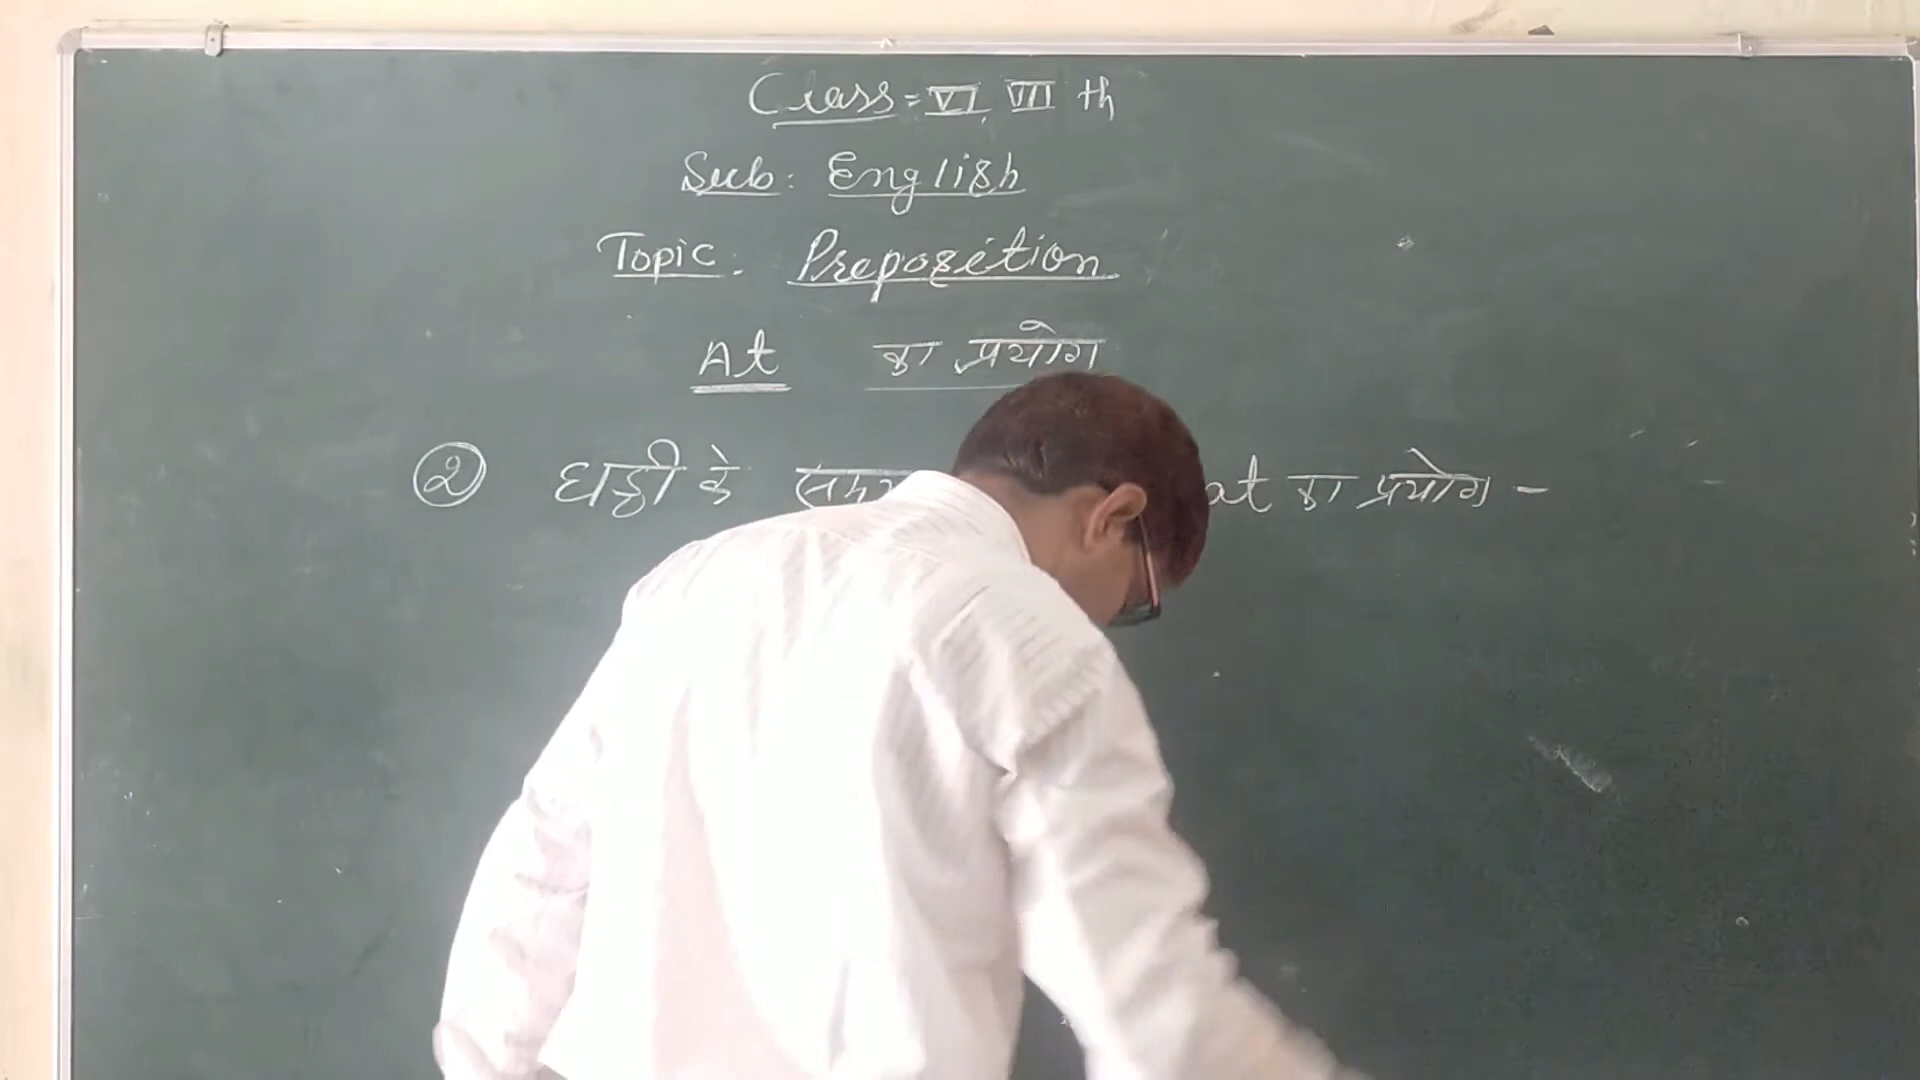 Class = VI, VII th
Sub: English
Topic: Preposition
At का प्रयोग
② घड़ी के at का प्रयोग -